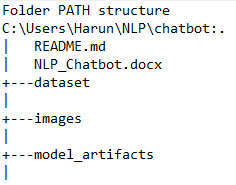 Folder PATH structure
C:\Users\Harun\NLP\chatbot:.
|   README.md
|   NLP_Chatbot.docx
+---dataset
|
+---images
|
+---model_artifacts
|